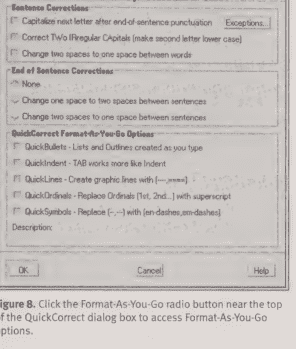 Sentence Corrections
Capitalize next letter after end-of-sentence punctuation Exceptions...
Correct TWo IRregular CApitals (make second letter lower case)
Change two spaces to one space between words
End of Sentence Corrections
None
Change one space to two spaces between sentences
Change two spaces to one space between sentences
QuickCorrect Format-As-You-Go Options
QuickBullets - Lists and Outlines created as you type
QuickIndent - TAB works more like Indent
QuickLines - Create graphic lines with (---,====)
QuickOrdinals - Replace Ordinals (1st, 2nd...) with superscript
QuickSymbols - Replace (--,---) with (en-dashes,em-dashes)
Description:
OK Cancel Help
igure 8. Click the Format-As-You-Go radio button near the top
f the QuickCorrect dialog box to access Format-As-You-Go
ptions.